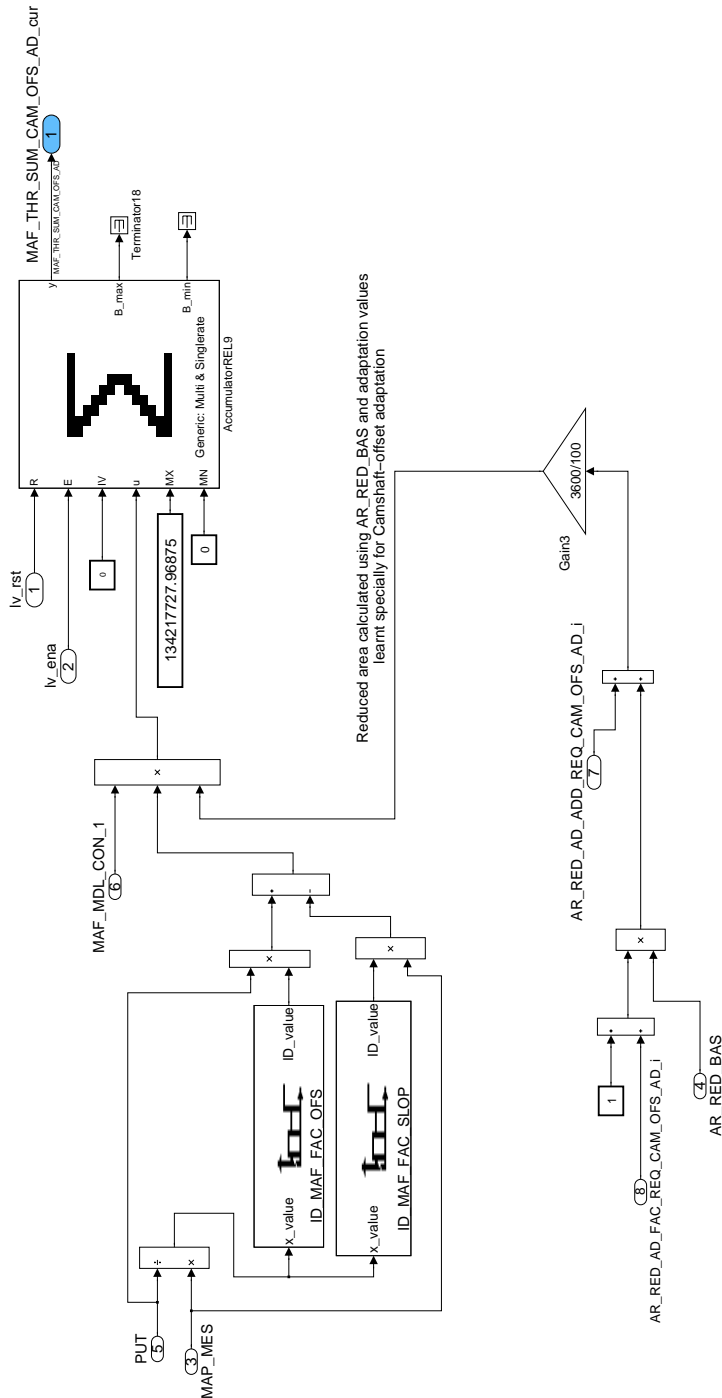 PUT
5
3
MAP_MES
÷
×
x_value
ID_value
ID_MAF_FAC_OFS
x_value
ID_value
ID_MAF_FAC_SLOP
×
×
+
-
MAF_MDL_CON_1
6
×
lv_rst
1
lv_ena
2
0
134217727.96875
0
R
E
IV
u
MX
MN
y
B_max
B_min
Generic: Multi & Singlerate
AccumulatorREL9
MAF_THR_SUM_CAM_OFS_AD
MAF_THR_SUM_CAM_OFS_AD_cur
1
Terminator18
Reduced area calculated using AR_RED_BAS and adaptation values
learnt specially for Camshaft−offset adaptation
1
8
AR_RED_AD_FAC_REQ_CAM_OFS_AD_i
+
+
4
AR_RED_BAS
×
AR_RED_AD_ADD_REQ_CAM_OFS_AD_i
7
+
+
3600/100
Gain3